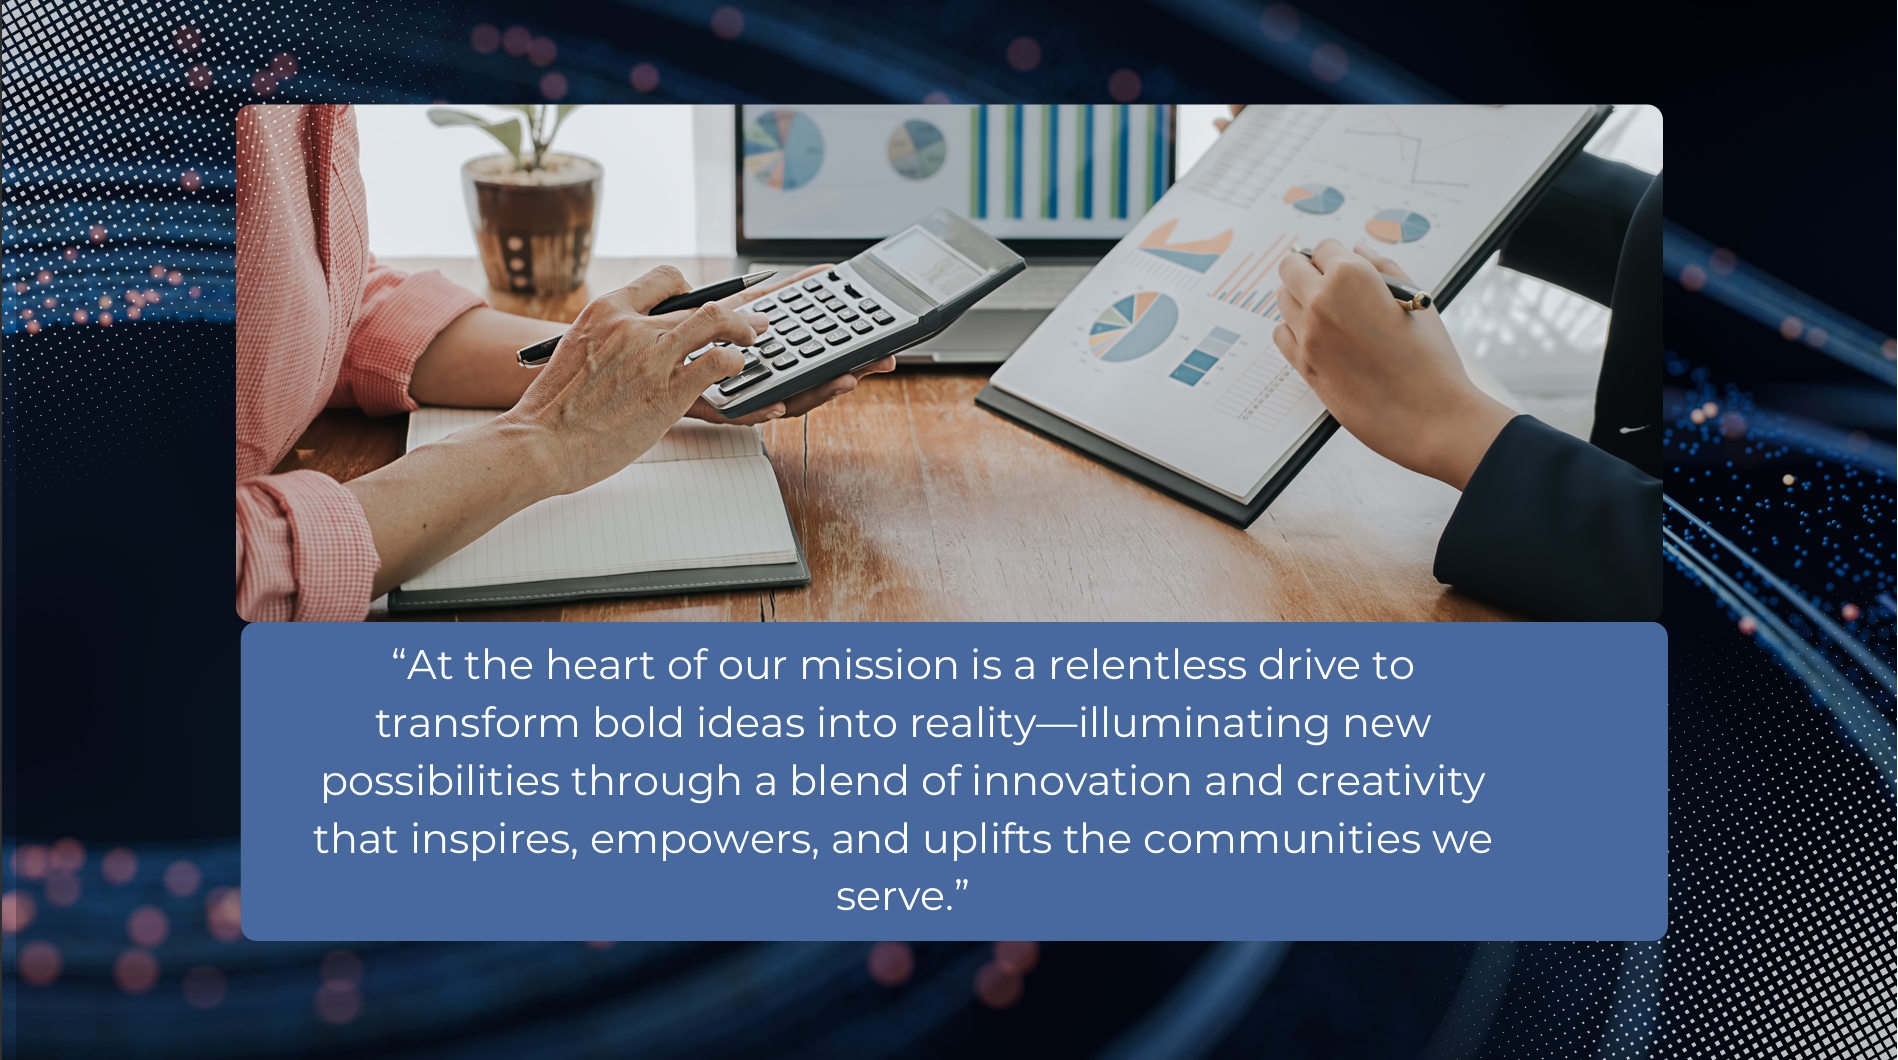 “At the heart of our mission is a relentless drive to
transform bold ideas into reality—illuminating new
possibilities through a blend of innovation and creativity
that inspires, empowers, and uplifts the communities we
serve.”